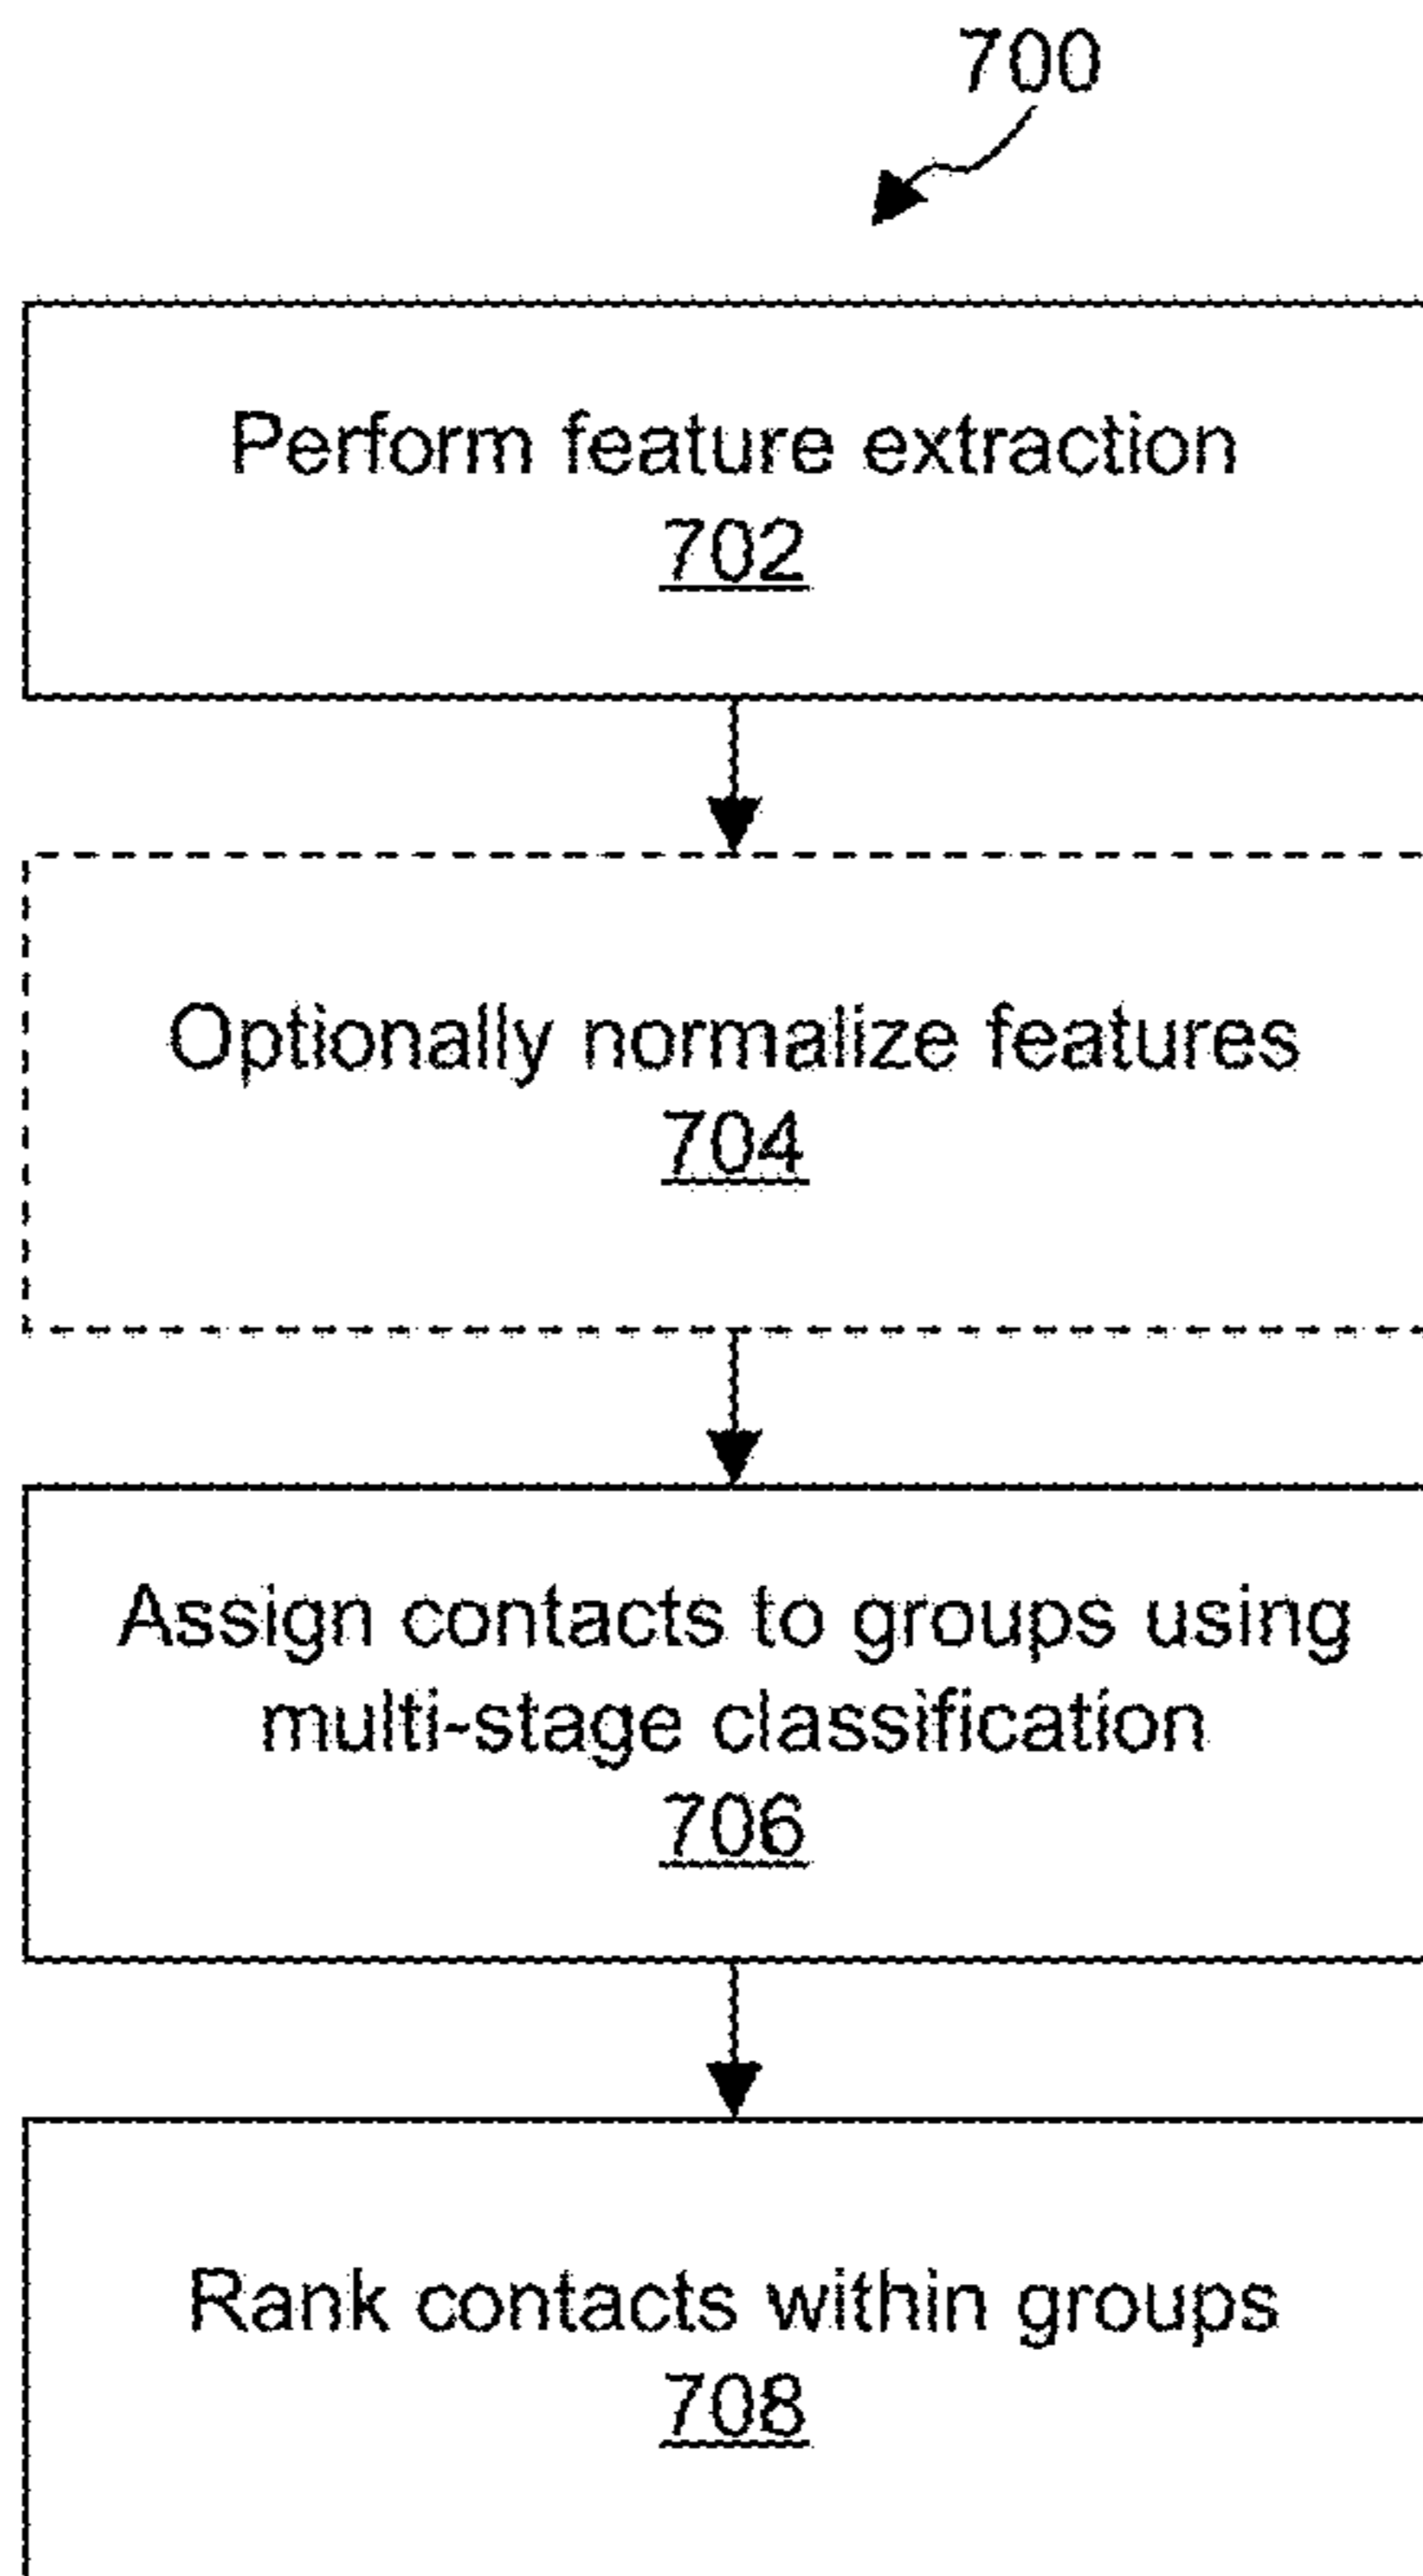 700
Perform feature extraction
702
Optionally normalize features
704
Assign contacts to groups using
multi-stage classification
706
Rank contacts within groups
708